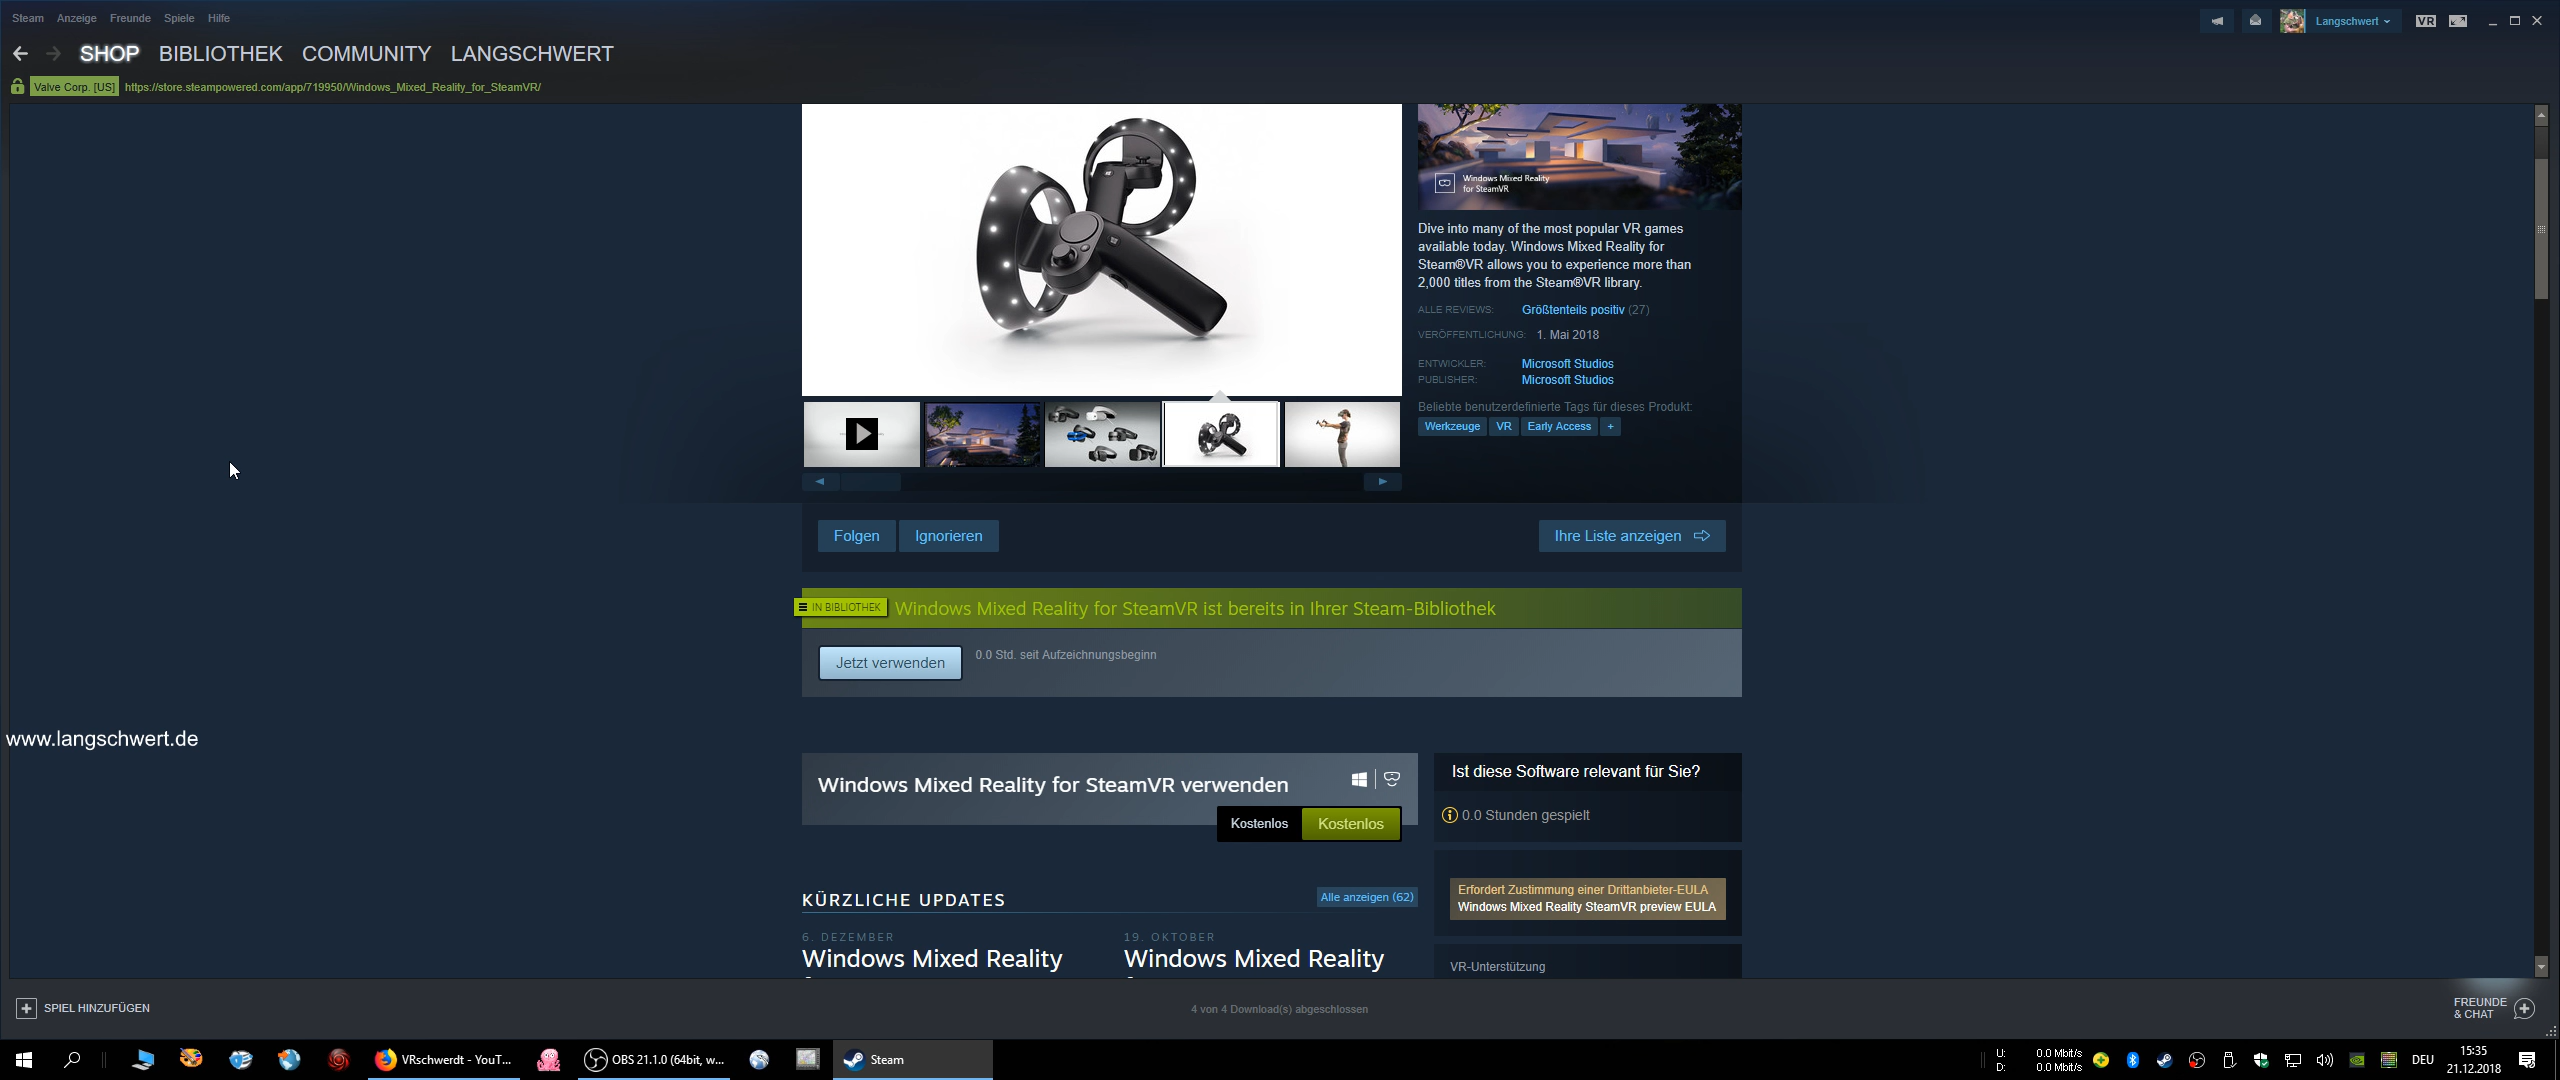 Steam Anzeige Freunde Spiele Hilfe
Langschwert
VR
SHOP BIBLIOTHEK COMMUNITY LANGSCHWERT
Valve Corp. [US] https://store.steampowered.com/app/719950/Windows_Mixed_Reality_for_SteamVR/
Windows Mixed Reality
for SteamVR
Dive into many of the most popular VR games
available today. Windows Mixed Reality for
Steam®VR allows you to experience more than
2,000 titles from the Steam®VR library.
ALLE REVIEWS: Größtenteils positiv (27)
VERÖFFENTLICHUNG: 1. Mai 2018
ENTWICKLER: Microsoft Studios
PUBLISHER: Microsoft Studios
Beliebte benutzerdefinierte Tags für dieses Produkt:
Werkzeuge VR Early Access +
Folgen Ignorieren Ihre Liste anzeigen
IN BIBLIOTHEK Windows Mixed Reality for SteamVR ist bereits in Ihrer Steam-Bibliothek
Jetzt verwenden 0.0 Std. seit Aufzeichnungsbeginn
www.langschwert.de
Windows Mixed Reality for SteamVR verwenden
Kostenlos Kostenlos
Ist diese Software relevant für Sie?
0.0 Stunden gespielt
Erfordert Zustimmung einer Drittanbieter-EULA
Windows Mixed Reality SteamVR preview EULA
VR-Unterstützung
KÜRZLICHE UPDATES Alle anzeigen (62)
6. DEZEMBER 19. OKTOBER
Windows Mixed Reality Windows Mixed Reality
SPIEL HINZUFÜGEN 4 von 4 Download(s) abgeschlossen FREUNDE
& CHAT
VRschwerdt - YouT... OBS 21.1.0 (64bit, w... Steam
U: 0.0 Mbit/s
D: 0.0 Mbit/s
DEU
15:35
21.12.2018